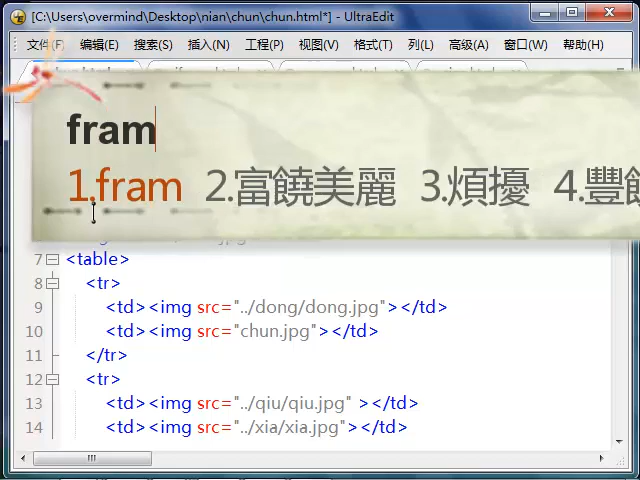 [C:\Users\overmind\Desktop\nian\chun\chun.html*] - UltraEdit
文件(F) 编辑(E) 搜索(S) 插入(N) 工程(P) 视图(V) 格式(T) 列(L) 高级(A) 窗口(W) 帮助(H)
fram
1.fram 2.富饒美麗 3.煩擾 4.豐饒
7 <table>
8 <tr>
9 <td><img src="../dong/dong.jpg"></td>
10 <td><img src="chun.jpg"></td>
11 </tr>
12 <tr>
13 <td><img src="../qiu/qiu.jpg" ></td>
14 <td><img src="../xia/xia.jpg"></td>